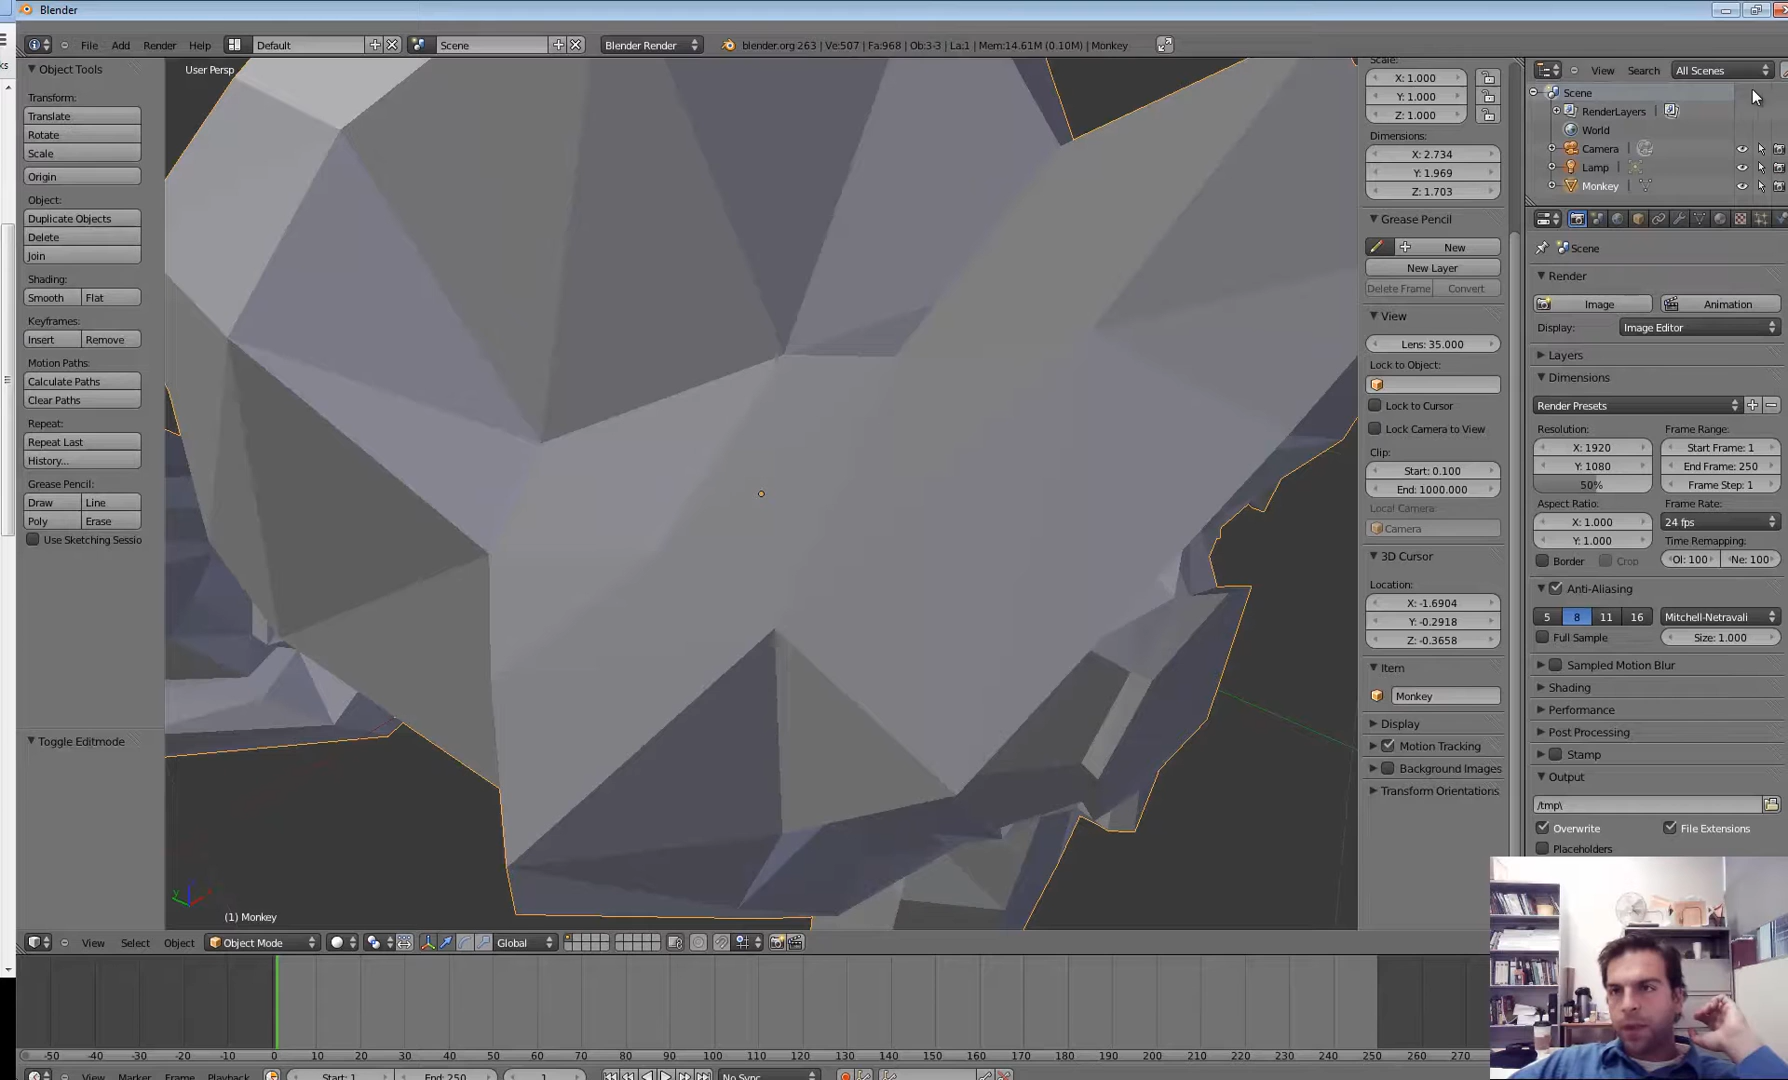 Blender
File Add Render Help Default Scene Blender Render blender.org 263 | Ve:507 | Fa:968 | Ob:3-3 | La:1 | Mem:14.61M (0.10M) | Monkey
ks
Object Tools
Transform:
Translate
Rotate
Scale
Origin
Object:
Duplicate Objects
Delete
Join
Shading:
Smooth Flat
Keyframes:
Insert Remove
Motion Paths:
Calculate Paths
Clear Paths
Repeat:
Repeat Last
History...
Grease Pencil:
Draw Line
Poly Erase
Use Sketching Sessio
Toggle Editmode
User Persp
(1) Monkey
Scale:
X: 1.000
Y: 1.000
Z: 1.000
Dimensions:
X: 2.734
Y: 1.969
Z: 1.703
Grease Pencil
New
New Layer
Delete Frame Convert
View
Lens: 35.000
Lock to Object:
Lock to Cursor
Lock Camera to View
Clip:
Start: 0.100
End: 1000.000
Local Camera:
Camera
3D Cursor
Location:
X: -1.6904
Y: -0.2918
Z: -0.3658
Item
Monkey
Display
Motion Tracking
Background Images
Transform Orientations
View Search All Scenes
Scene
RenderLayers
World
Camera
Lamp
Monkey
Scene
Render
Image Animation
Display: Image Editor
Layers
Dimensions
Render Presets
Resolution: Frame Range:
X: 1920 Start Frame: 1
Y: 1080 End Frame: 250
50% Frame Step: 1
Aspect Ratio: Frame Rate:
X: 1.000 24 fps
Y: 1.000 Time Remapping:
Border Crop Ol: 100 Ne: 100
Anti-Aliasing
5 8 11 16 Mitchell-Netravali
Full Sample Size: 1.000
Sampled Motion Blur
Shading
Performance
Post Processing
Stamp
Output
/tmp\
Overwrite File Extensions
Placeholders
View Select Object Object Mode Global
-50 -40 -30 -20 -10 0 10 20 30 40 50 60 70 80 90 100 110 120 130 140 150 160 170 180 190 200 210 220 230 240 250 260 270
View Marker Frame Playback Start: 1 End: 250 1 No Sync